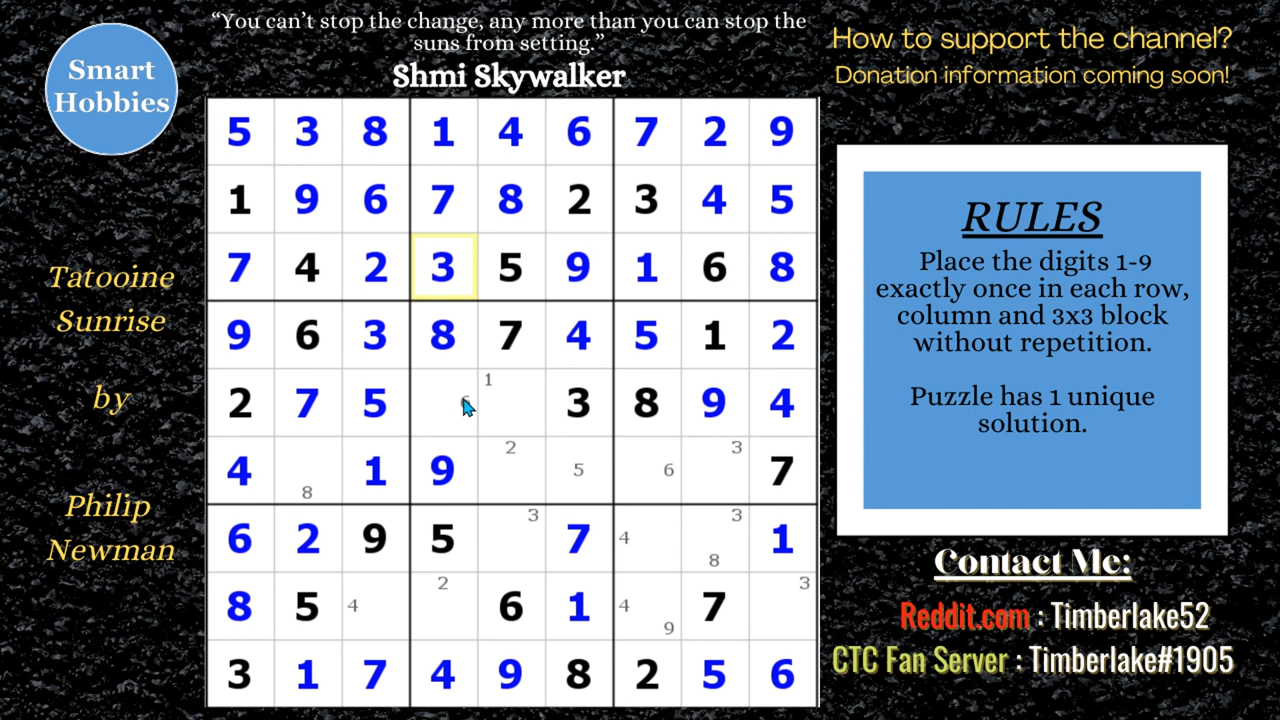 “You can’t stop the change, any more than you can stop the
suns from setting.”
Shmi Skywalker
Smart
Hobbies
How to support the channel?
Donation information coming soon!
Tatooine
Sunrise
by
Philip
Newman
5 3 8 1 4 6 7 2 9
1 9 6 7 8 2 3 4 5
7 4 2 3 5 9 1 6 8
9 6 3 8 7 4 5 1 2
1
2 7 5 3 8 9 4
2 3
4 1 9 5 6 7
8
3 3
6 2 9 5 7 4 1
8
2 3
8 5 4 6 1 4 7
9
3 1 7 4 9 8 2 5 6
RULES
Place the digits 1-9
exactly once in each row,
column and 3x3 block
without repetition.
Puzzle has 1 unique
solution.
Contact Me:
Reddit.com : Timberlake52
CTC Fan Server : Timberlake#1905